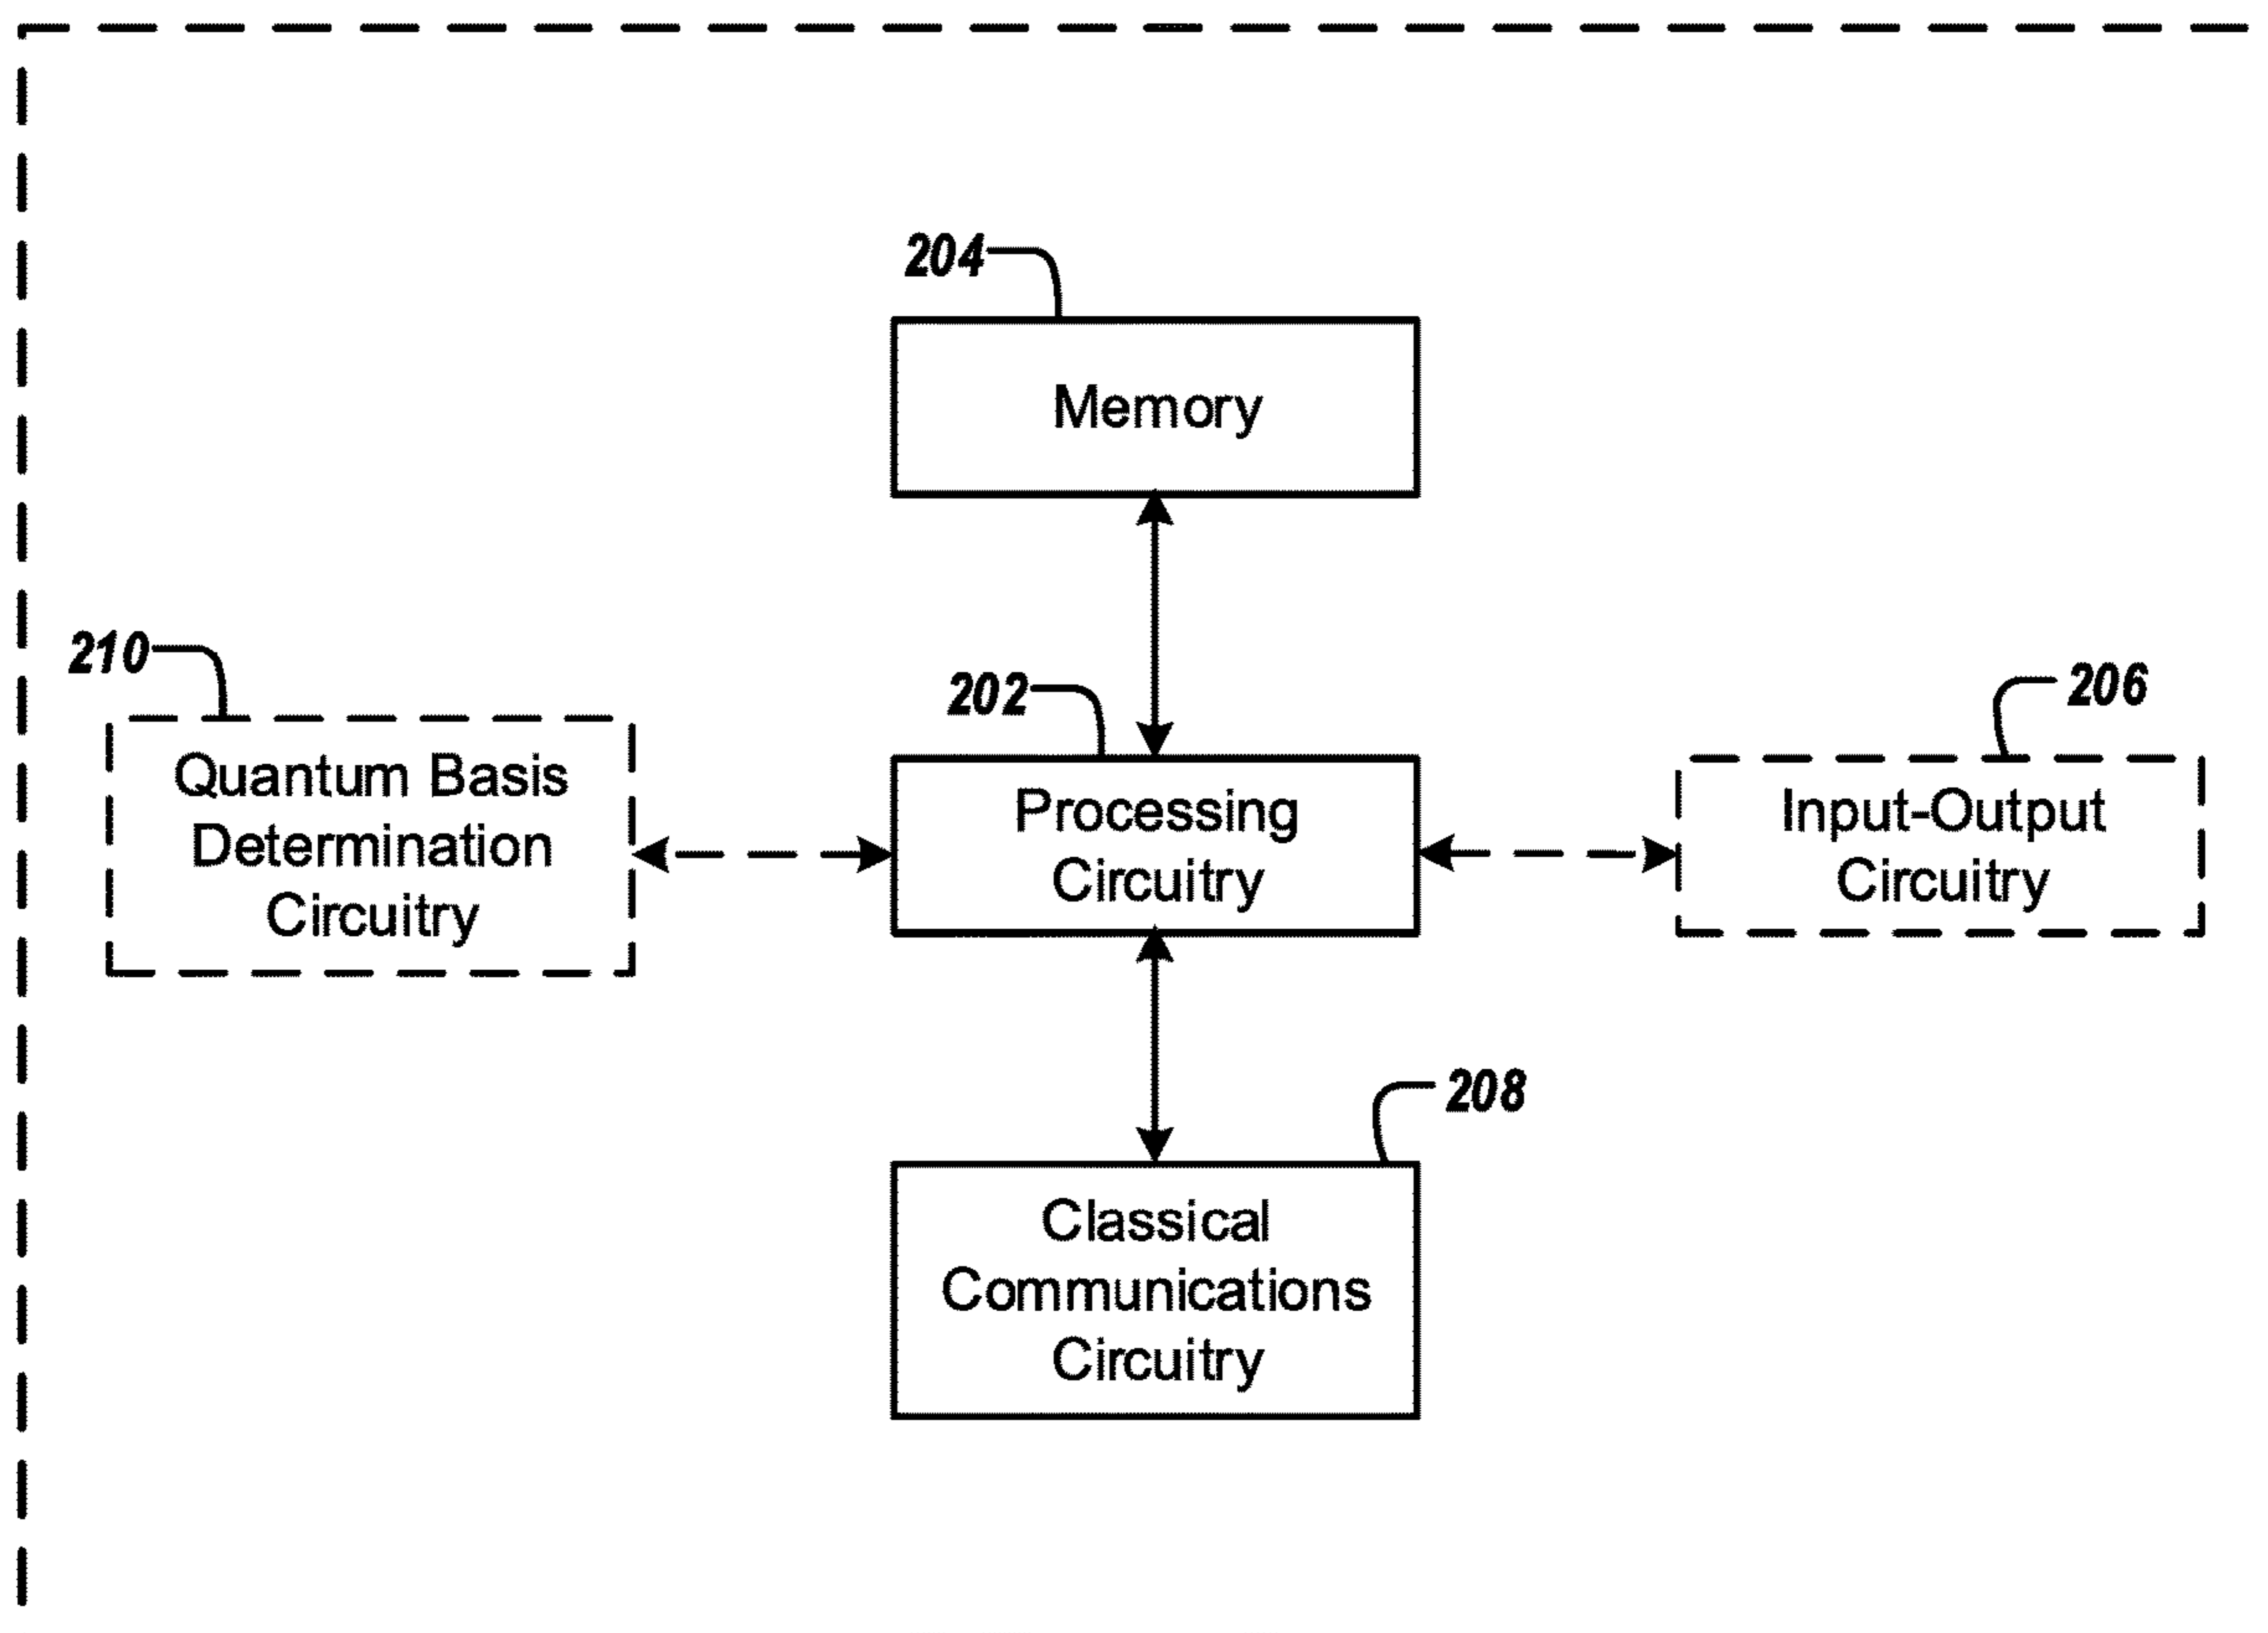 204
Memory
210
202
206
Quantum Basis
Determination
Circuitry
Processing
Circuitry
Input-Output
Circuitry
208
Classical
Communications
Circuitry